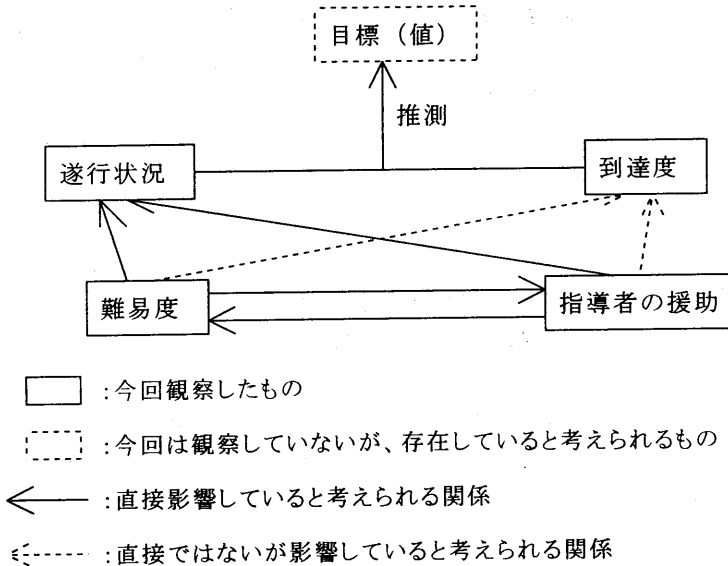 目標（値）
推測
遂行状況
到達度
難易度
指導者の援助
:今回観察したもの
:今回は観察していないが、存在していると考えられるもの
:直接影響していると考えられる関係
:直接ではないが影響していると考えられる関係